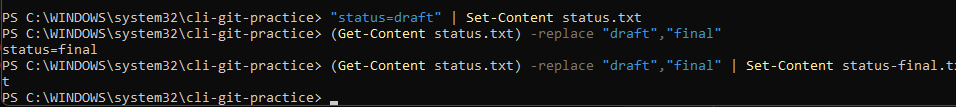 PS C:\WINDOWS\system32\cli-git-practice> "status=draft" | Set-Content status.txt
PS C:\WINDOWS\system32\cli-git-practice> (Get-Content status.txt) -replace "draft","final"
status=final
PS C:\WINDOWS\system32\cli-git-practice> (Get-Content status.txt) -replace "draft","final" | Set-Content status-final.tx
t
PS C:\WINDOWS\system32\cli-git-practice>